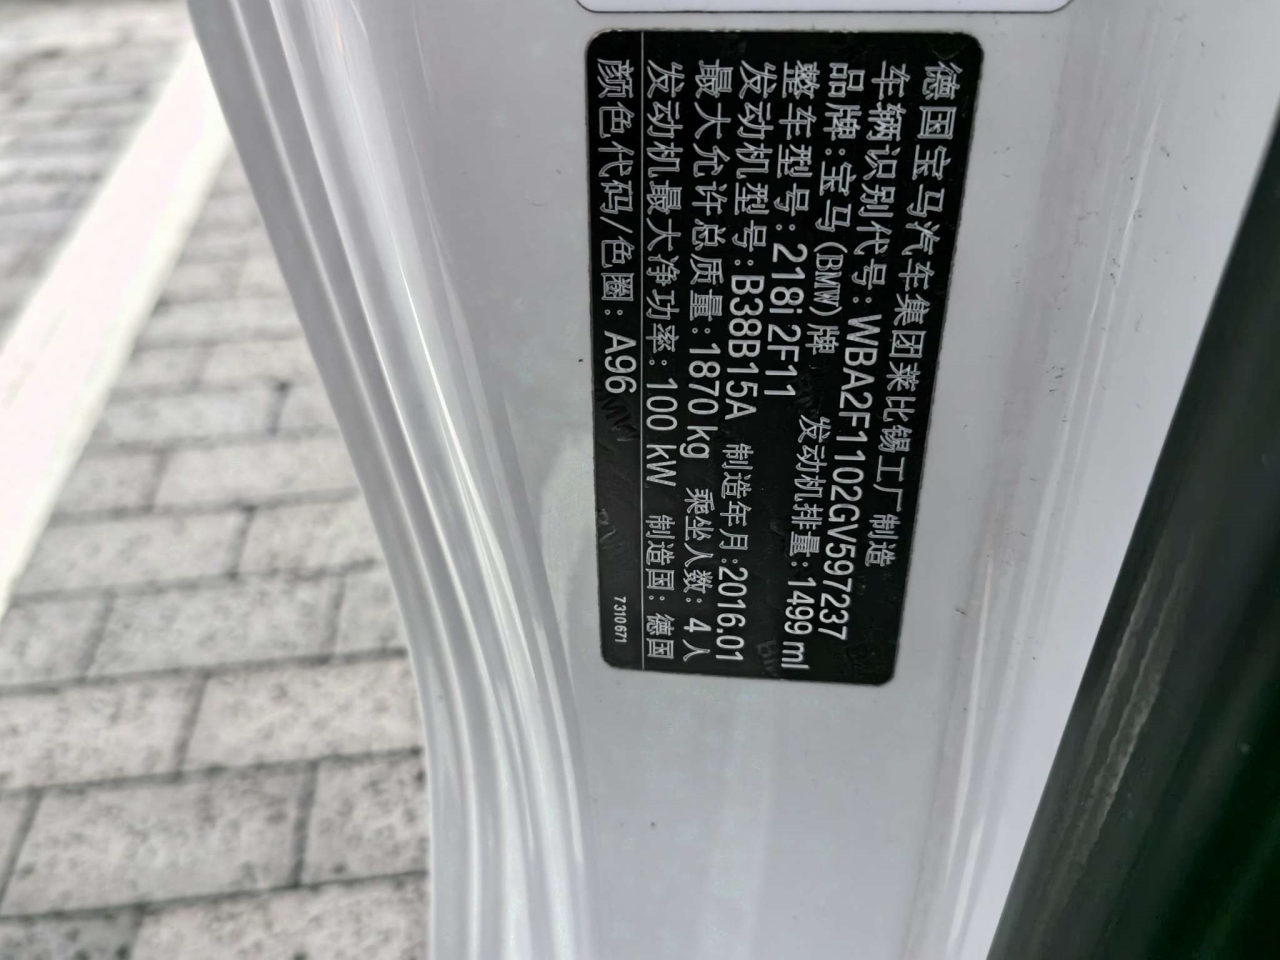 德国宝马汽车集团莱比锡工厂制造
车辆识别代号:WBA2F1102GV597237
品牌:宝马(BMW)牌 发动机排量:1499 ml
整车型号:218i 2F11
发动机型号:B38B15A 制造年月:2016.01
最大允许总质量:1870 kg 乘坐人数:4人
发动机最大净功率:100 kW 制造国:德国
颜色代码/色圈:A96
7310671